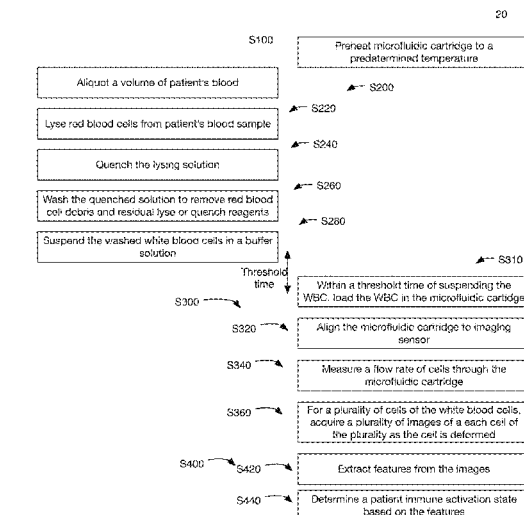 20
S100
Preheat microfluidic cartridge to a
predetermined temperature
Aliquot a volume of patient's blood
S200
S220
Lyse red blood cells from patient's blood sample
S240
Quench the lysing solution
S260
Wash the quenched solution to remove red blood
cell debris and residual lyse or quench reagents
S280
Suspend the washed white blood cells in a buffer
solution
S310
Threshold
time
Within a threshold time of suspending the
WBC, load the WBC in the microfluidic cartridge
S300
S320
Align the microfluidic cartridge to imaging
sensor
S340
Measure a flow rate of cells through the
microfluidic cartridge
S360
For a plurality of cells of the white blood cells,
acquire a plurality of images of a each cell of
the plurality as the cell is deformed
S400
S420
Extract features from the images
S440
Determine a patient immune activation state
based on the features